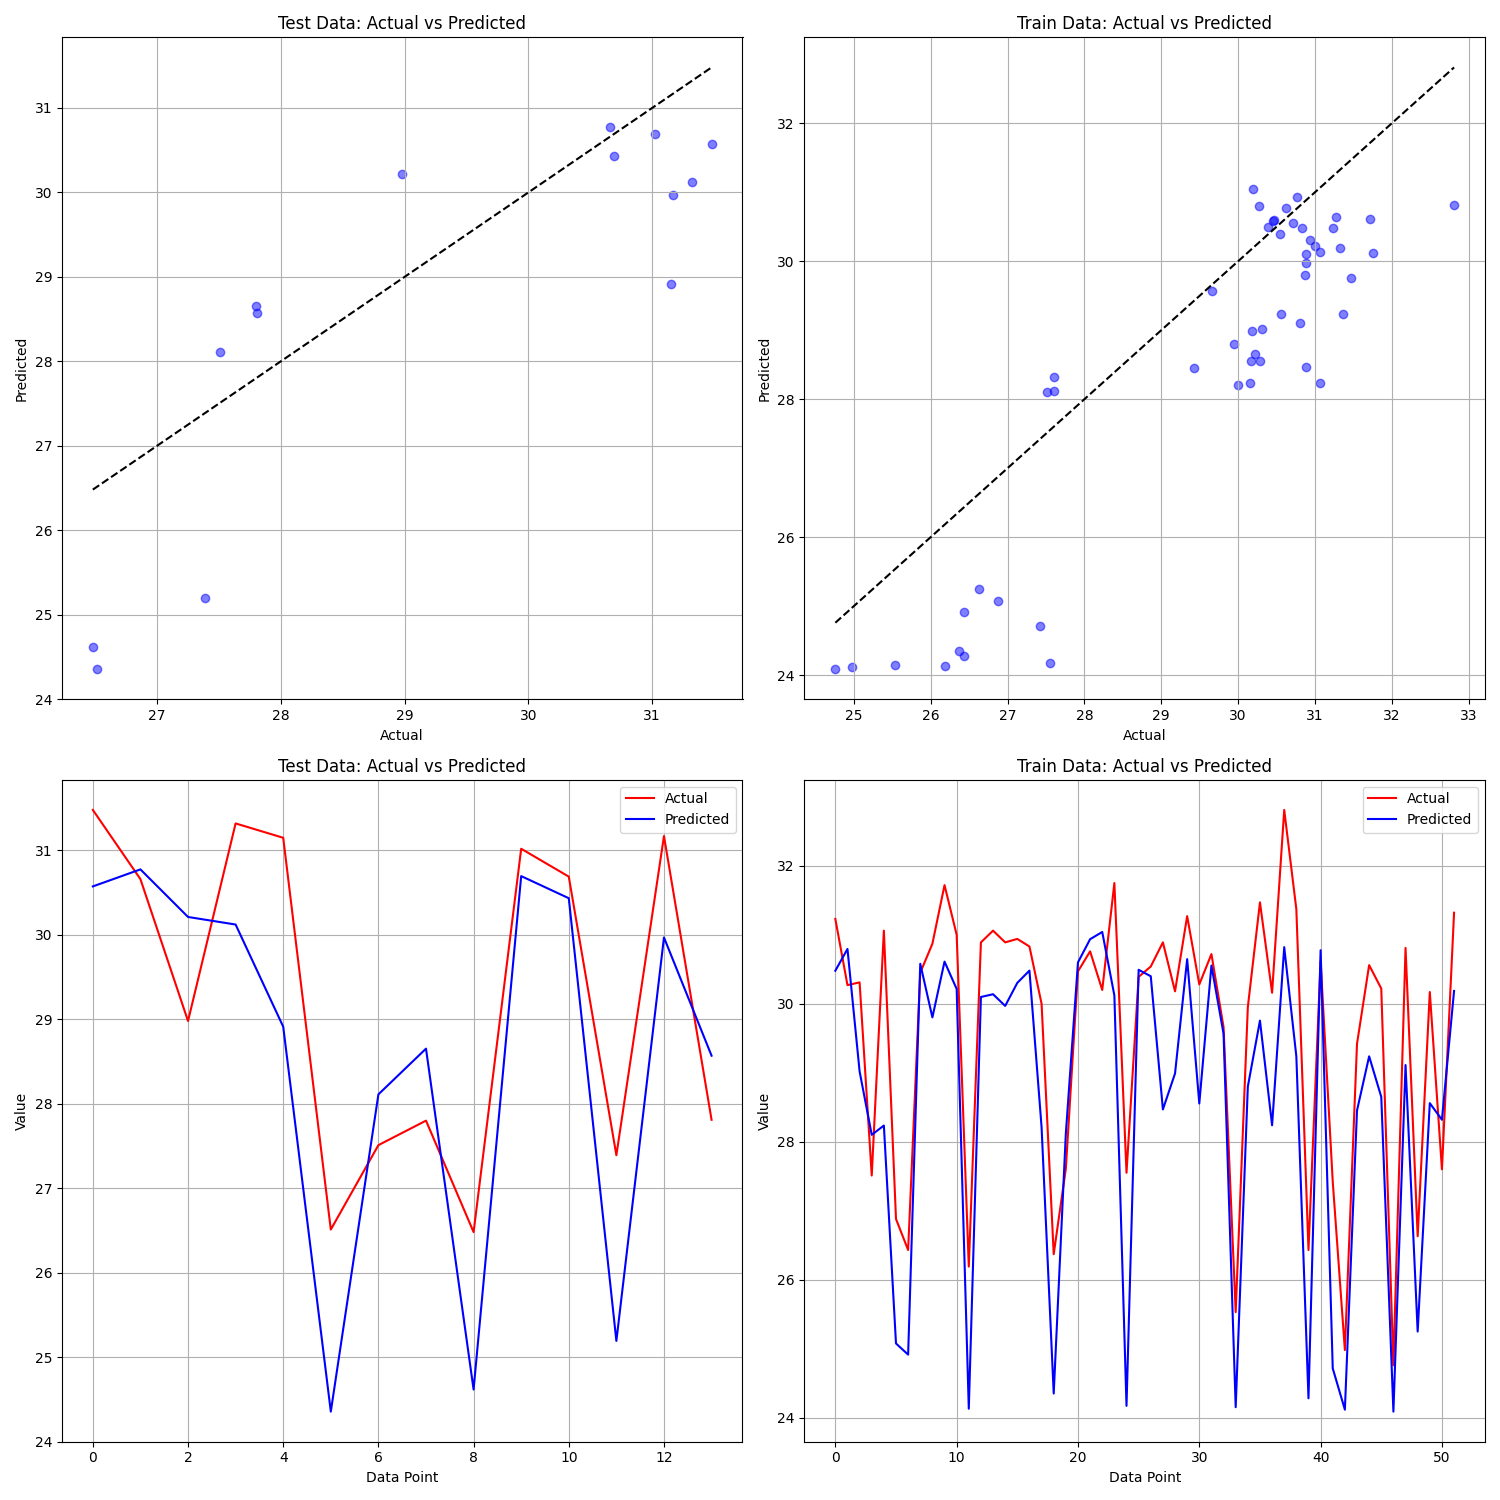 Test Data: Actual vs Predicted
31
30
29
28
27
26
25
24
Predicted
27 28 29 30 31
Actual
Train Data: Actual vs Predicted
32
30
28
26
24
Predicted
25 26 27 28 29 30 31 32 33
Actual
Test Data: Actual vs Predicted
Actual
Predicted
31
30
29
28
27
26
25
24
Value
0 2 4 6 8 10 12
Data Point
Train Data: Actual vs Predicted
Actual
Predicted
32
30
28
26
24
Value
0 10 20 30 40 50
Data Point